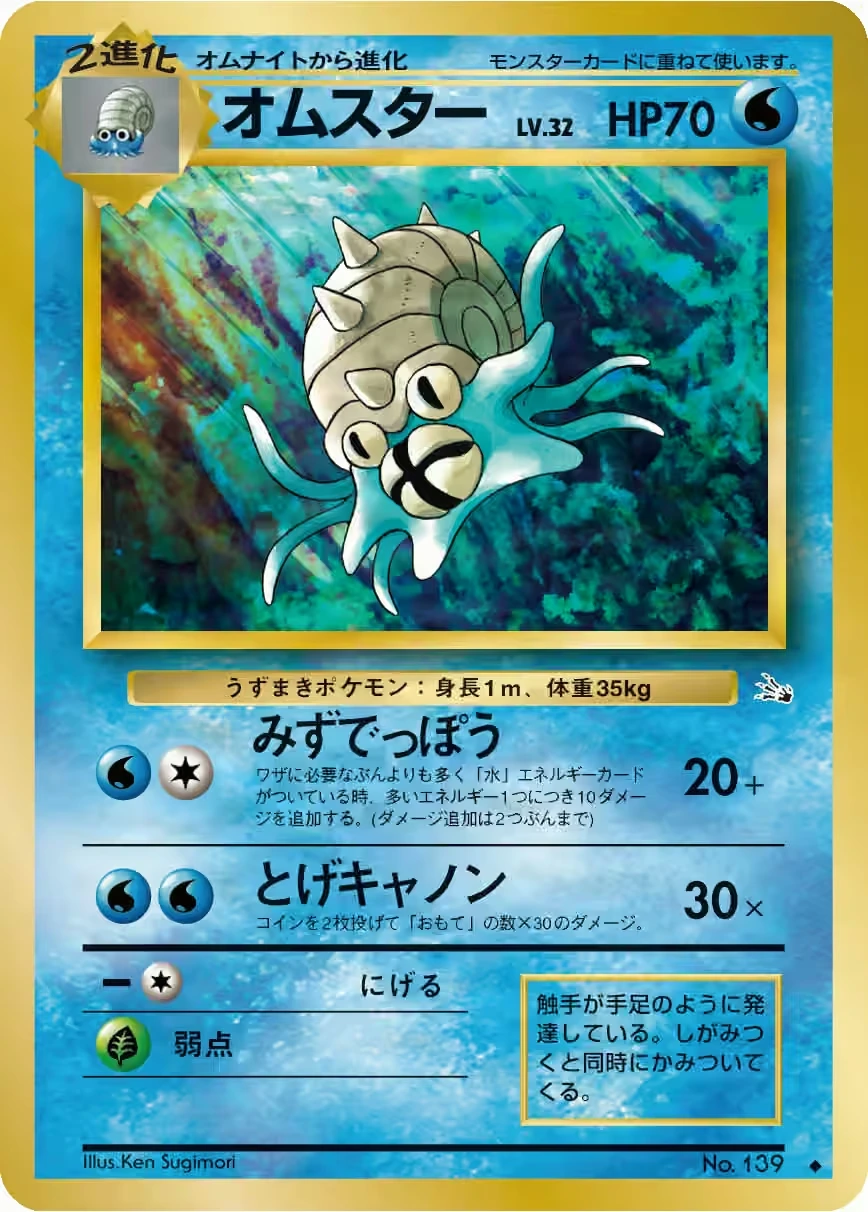 2進化 オムナイトから進化 モンスターカードに重ねて使います。
オムスター LV.32 HP70
うずまきポケモン：身長1m、体重35kg
みずでっぽう 20+
ワザに必要なぶんよりも多く「水」エネルギーカード
がついている時、多いエネルギー1つにつき10ダメー
ジを追加する。(ダメージ追加は2つぶんまで)
とげキャノン 30×
コインを2枚投げて「おもて」の数×30のダメージ。
にげる
弱点
触手が手足のように発
達している。しがみつ
くと同時にかみついて
くる。
Illus.Ken Sugimori No. 139